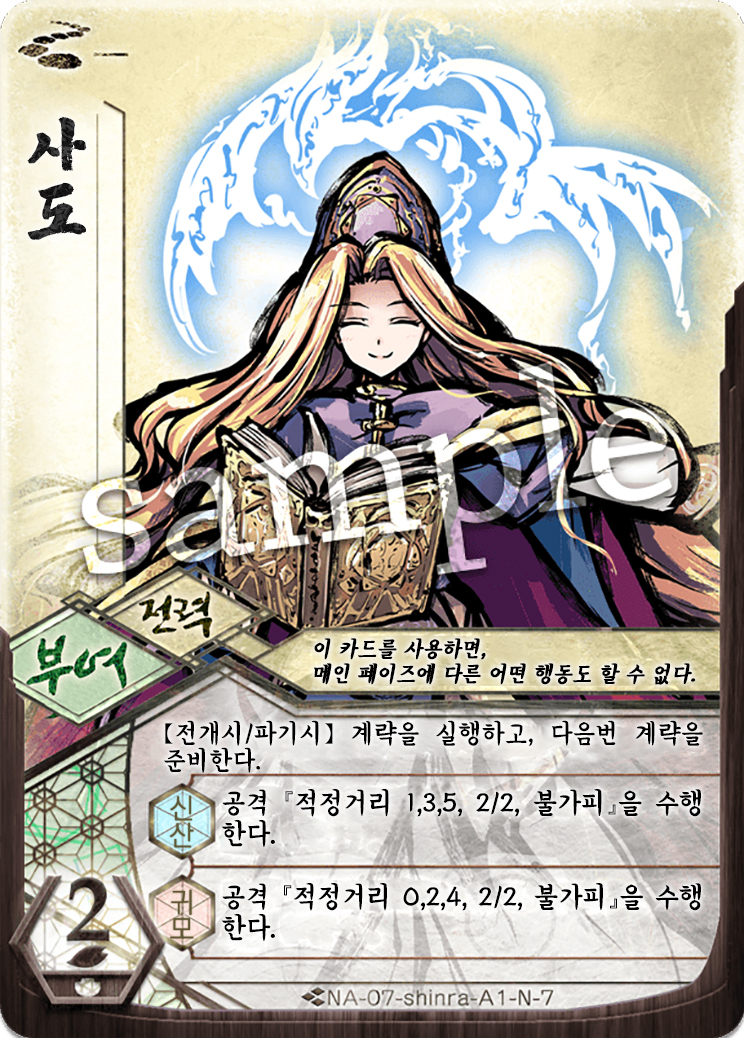 사도
sample
전력
부여
이 카드를 사용하면,
메인 페이즈에 다른 어떤 행동도 할 수 없다.
【전개시/파기시】 계략을 실행하고, 다음번 계략을
준비한다.
신산
공격 『적정거리 1,3,5, 2/2, 불가피』을 수행
한다.
귀모
공격 『적정거리 0,2,4, 2/2, 불가피』을 수행
한다.
2
NA-07-shinra-A1-N-7